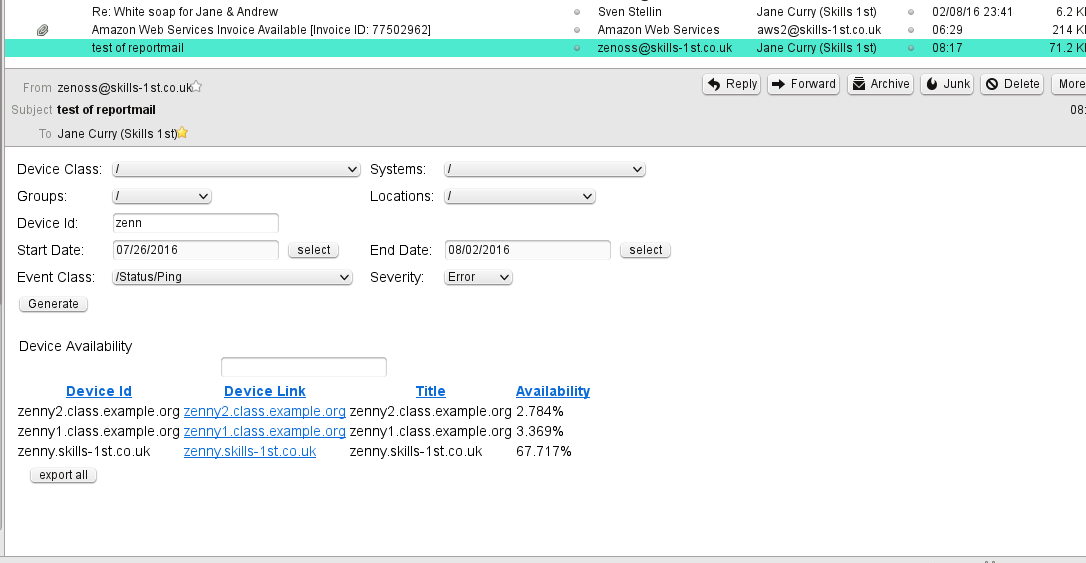 Re: White soap for Jane & Andrew Sven Stellin Jane Curry (Skills 1st) 02/08/16 23:41 6.2 K
Amazon Web Services Invoice Available [Invoice ID: 77502962] Amazon Web Services aws2@skills-1st.co.uk 06:29 214 K
test of reportmail zenoss@skills-1st.co.uk Jane Curry (Skills 1st) 08:17 71.2 K
From zenoss@skills-1st.co.uk Reply Forward Archive Junk Delete More
Subject test of reportmail 08:
To Jane Curry (Skills 1st)
Device Class: / Systems: /
Groups: / Locations: /
Device Id: zenn
Start Date: 07/26/2016 select End Date: 08/02/2016 select
Event Class: /Status/Ping Severity: Error
Generate
Device Availability
Device Id Device Link Title Availability
zenny2.class.example.org zenny2.class.example.org zenny2.class.example.org 2.784%
zenny1.class.example.org zenny1.class.example.org zenny1.class.example.org 3.369%
zenny.skills-1st.co.uk zenny.skills-1st.co.uk zenny.skills-1st.co.uk 67.717%
export all